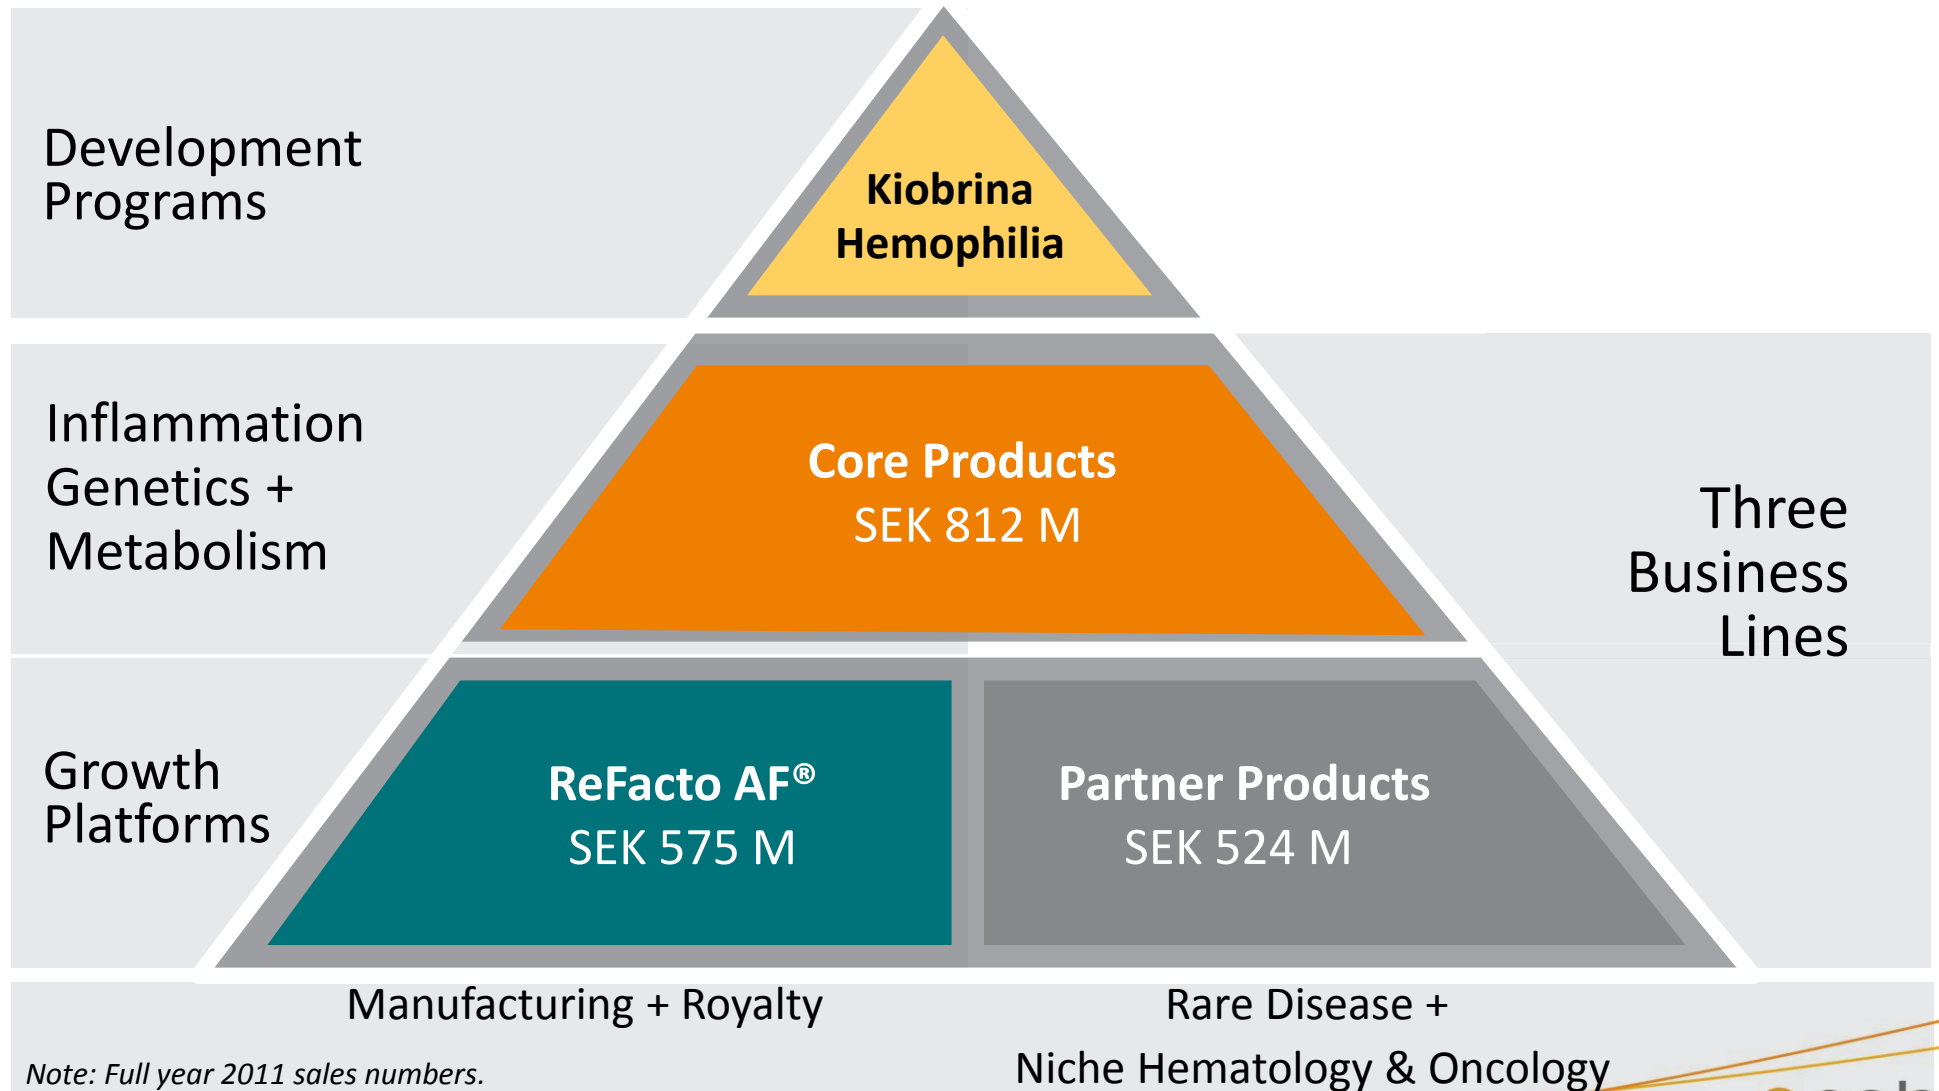 Development
Programs
Kiobrina
Hemophilia
Inflammation
Genetics +
Metabolism
Core Products
SEK 812 M
Three
Business
Lines
Growth
Platforms
ReFacto AF®
SEK 575 M
Partner Products
SEK 524 M
Manufacturing + Royalty
Rare Disease +
Niche Hematology & Oncology
Note: Full year 2011 sales numbers.